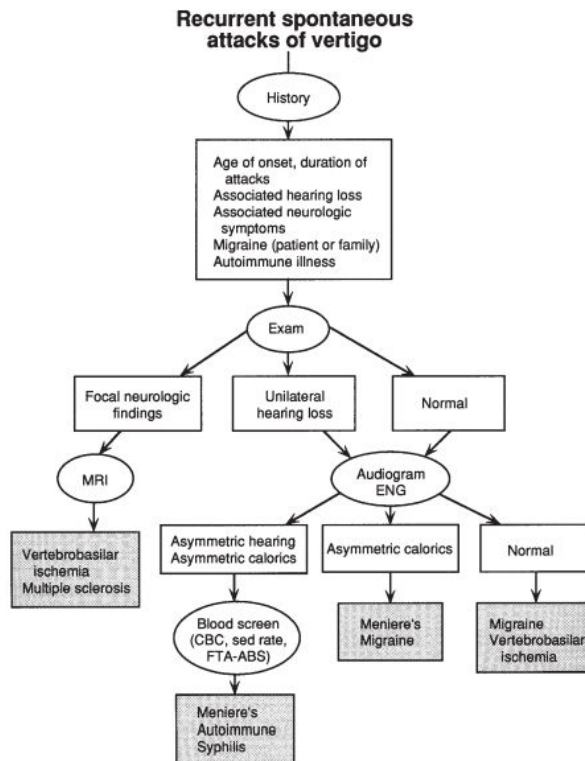 Recurrent spontaneous
attacks of vertigo
History
Age of onset, duration of
attacks
Associated hearing loss
Associated neurologic
symptoms
Migraine (patient or family)
Autoimmune illness
Exam
Focal neurologic
findings
Unilateral
hearing loss
Normal
MRI
Audiogram
ENG
Vertebrobasilar
ischemia
Multiple sclerosis
Asymmetric hearing
Asymmetric calorics
Asymmetric calorics
Normal
Blood screen
(CBC, sed rate,
FTA-ABS)
Meniere's
Migraine
Migraine
Vertebrobasilar
ischemia
Meniere's
Autoimmune
Syphilis